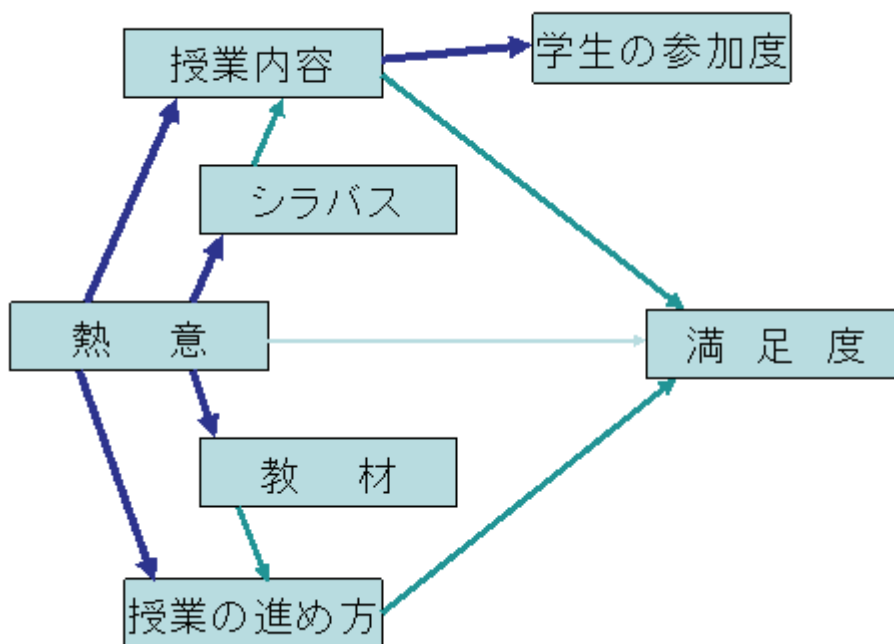 授業内容
学生の参加度
シラバス
熱 意
満 足 度
教 材
授業の進め方